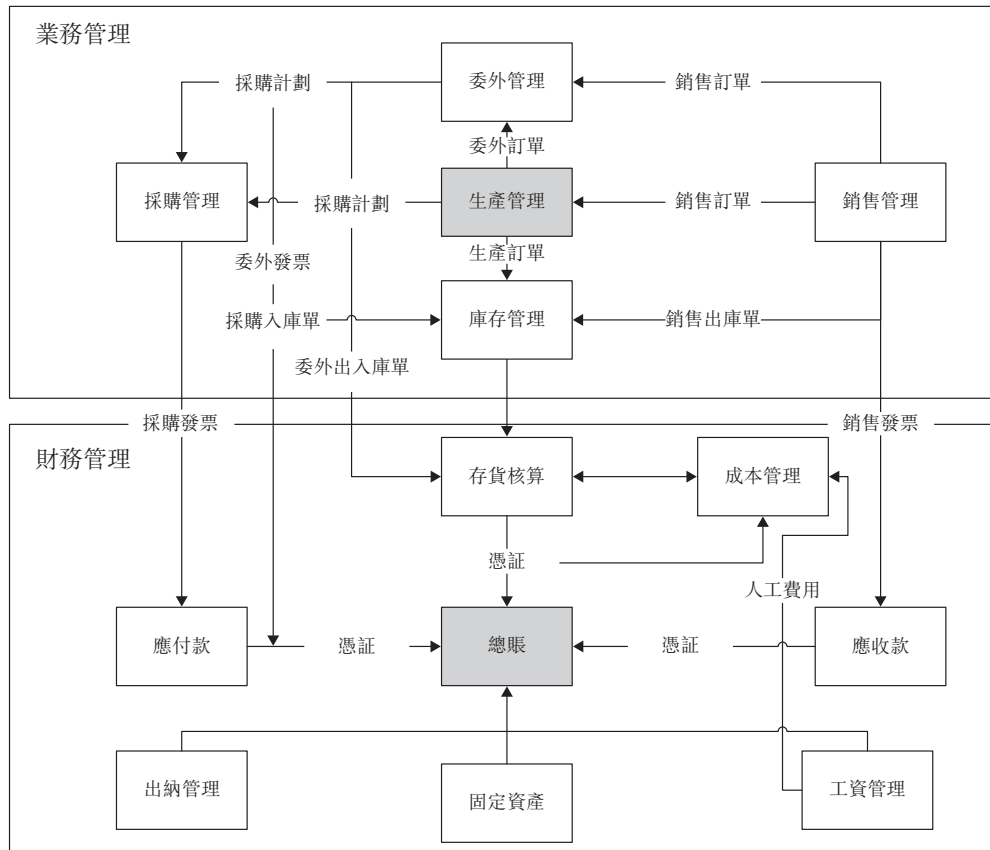 業務管理
採購計劃
委外管理
銷售訂單
委外訂單
採購管理
採購計劃
生產管理
銷售訂單
銷售管理
委外發票
生產訂單
採購入庫單
庫存管理
銷售出庫單
委外出入庫單
採購發票
銷售發票
財務管理
存貨核算
成本管理
憑証
人工費用
應付款
憑証
總賬
憑証
應收款
出納管理
固定資產
工資管理